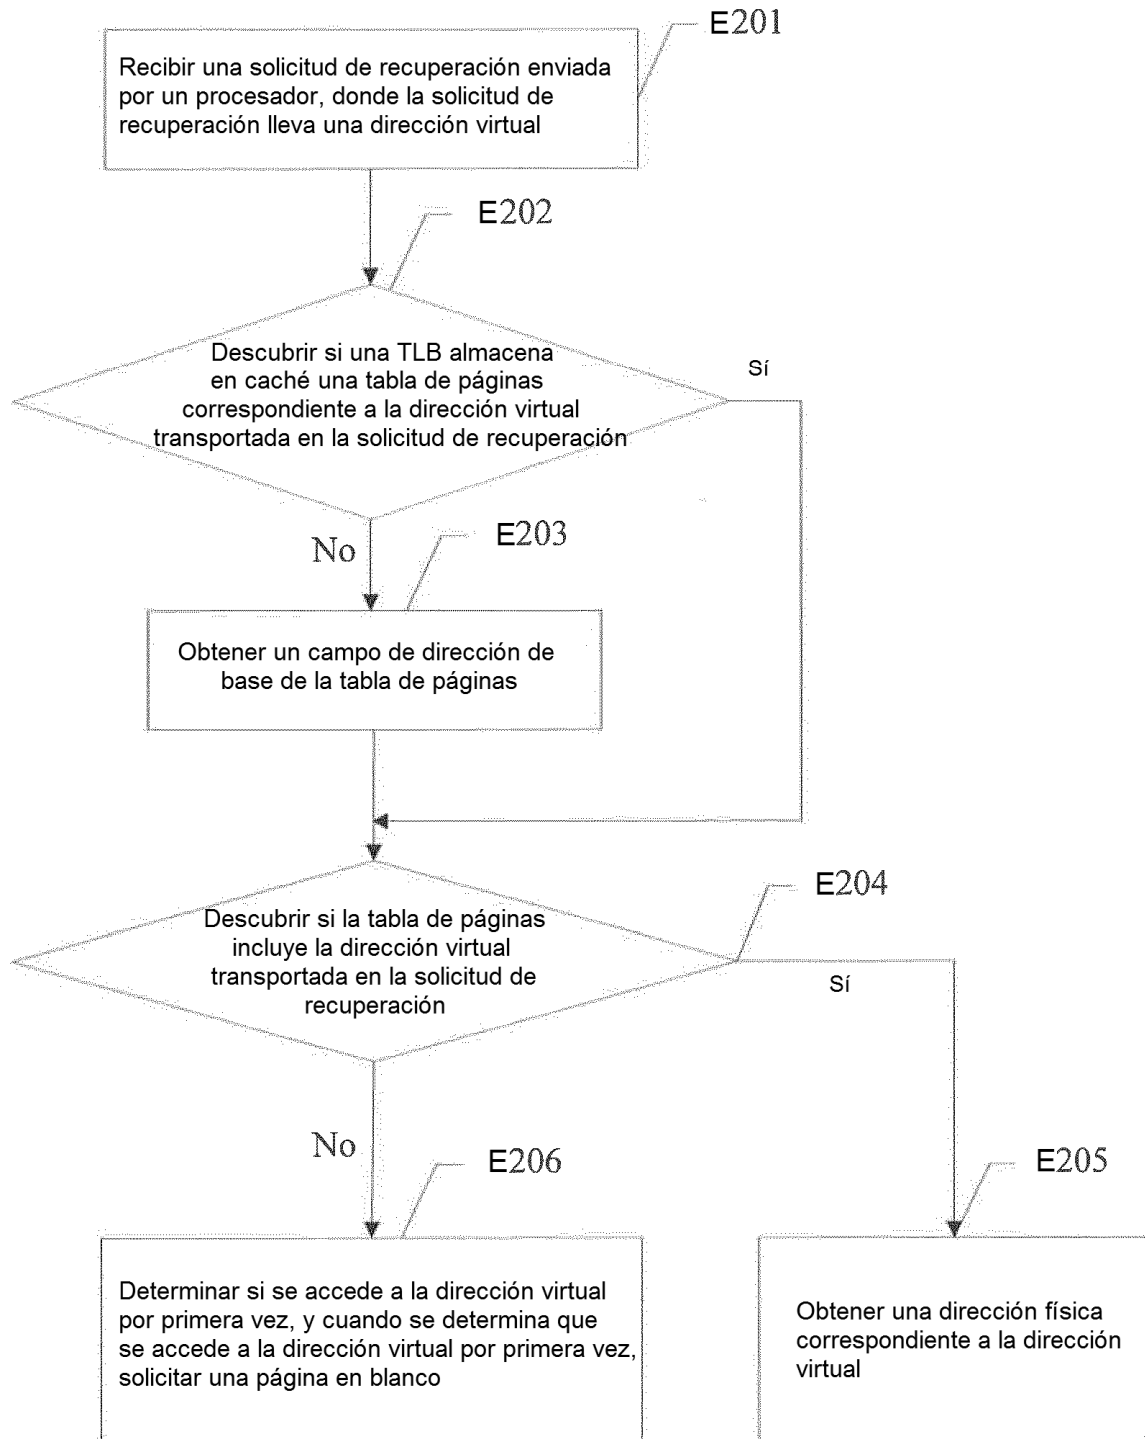 E201
Recibir una solicitud de recuperación enviada
por un procesador, donde la solicitud de
recuperación lleva una dirección virtual
E202
Descubrir si una TLB almacena
en caché una tabla de páginas
correspondiente a la dirección virtual
transportada en la solicitud de recuperación
Sí
No
E203
Obtener un campo de dirección de
base de la tabla de páginas
E204
Descubrir si la tabla de páginas
incluye la dirección virtual
transportada en la solicitud de
recuperación
Sí
No
E206
Determinar si se accede a la dirección virtual
por primera vez, y cuando se determina que
se accede a la dirección virtual por primera vez,
solicitar una página en blanco
E205
Obtener una dirección física
correspondiente a la dirección
virtual